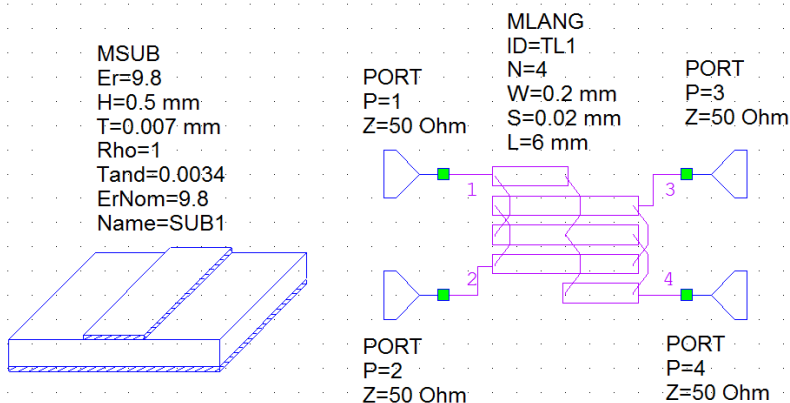 MSUB
Er=9.8
H=0.5 mm
T=0.007 mm
Rho=1
Tand=0.0034
ErNom=9.8
Name=SUB1
PORT
P=1
Z=50 Ohm
MLANG
ID=TL1
N=4
W=0.2 mm
S=0.02 mm
L=6 mm
PORT
P=3
Z=50 Ohm
1
3
2
4
PORT
P=2
Z=50 Ohm
PORT
P=4
Z=50 Ohm